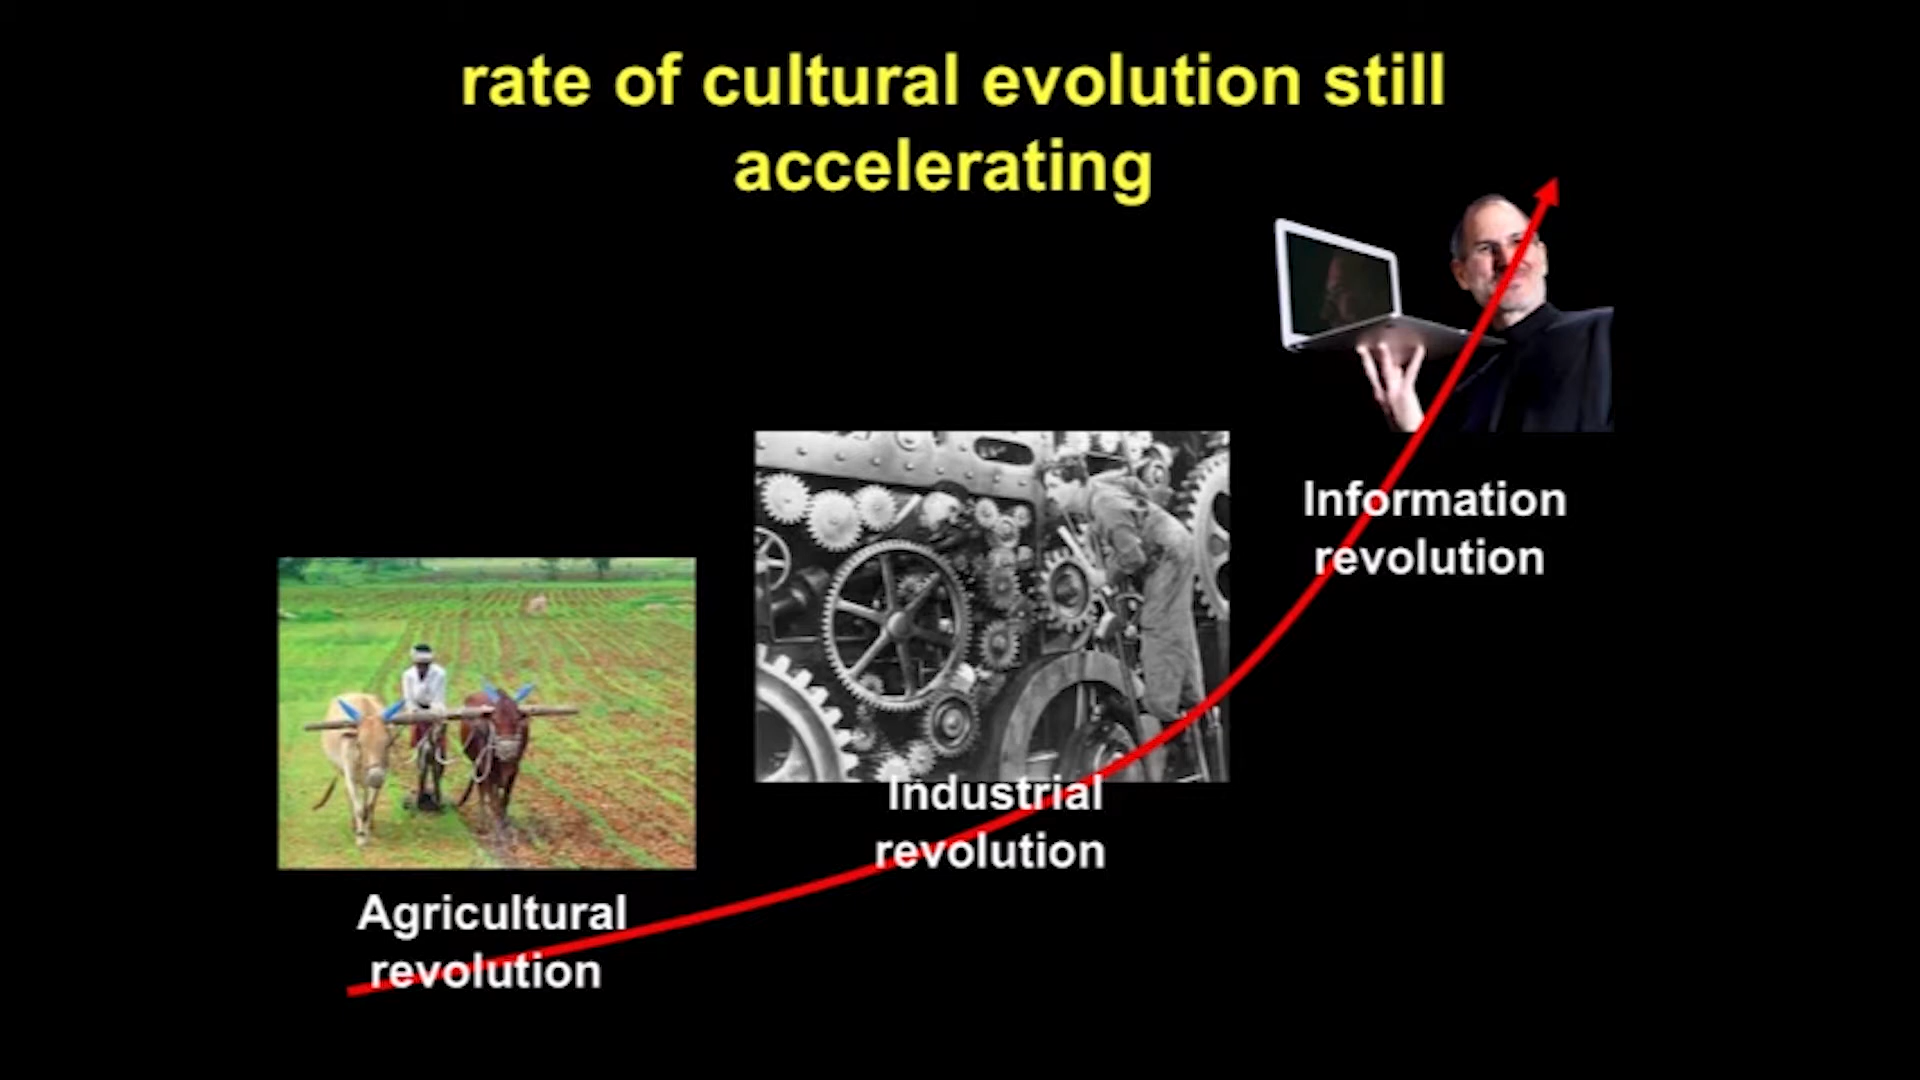 rate of cultural evolution still
accelerating
Information
revolution
Industrial
revolution
Agricultural
revolution